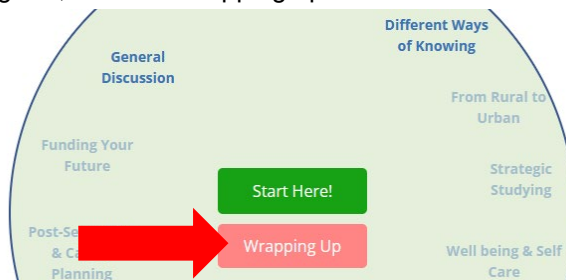 Different Ways
of Knowing
General
Discussion
From Rural to
Urban
Funding Your
Future
Strategic
Studying
Start Here!
Wrapping Up
Well being & Self
Care
Planning